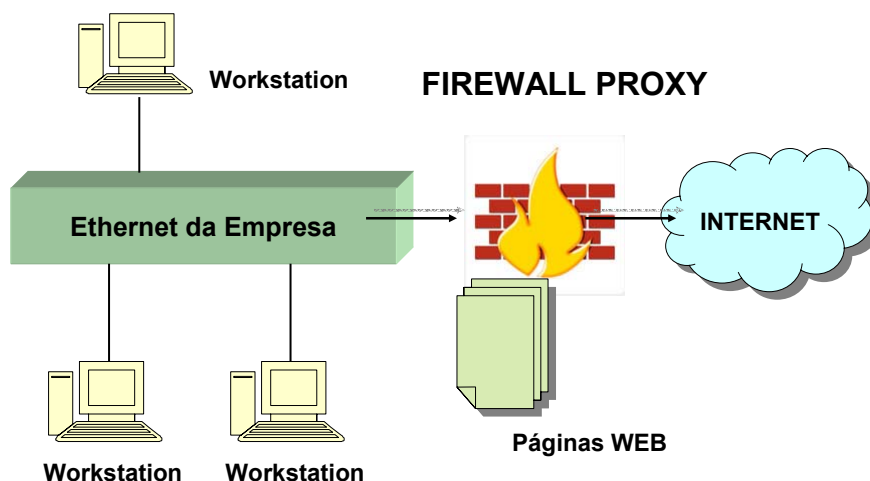 Workstation
FIREWALL PROXY
Ethernet da Empresa
INTERNET
Páginas WEB
Workstation
Workstation